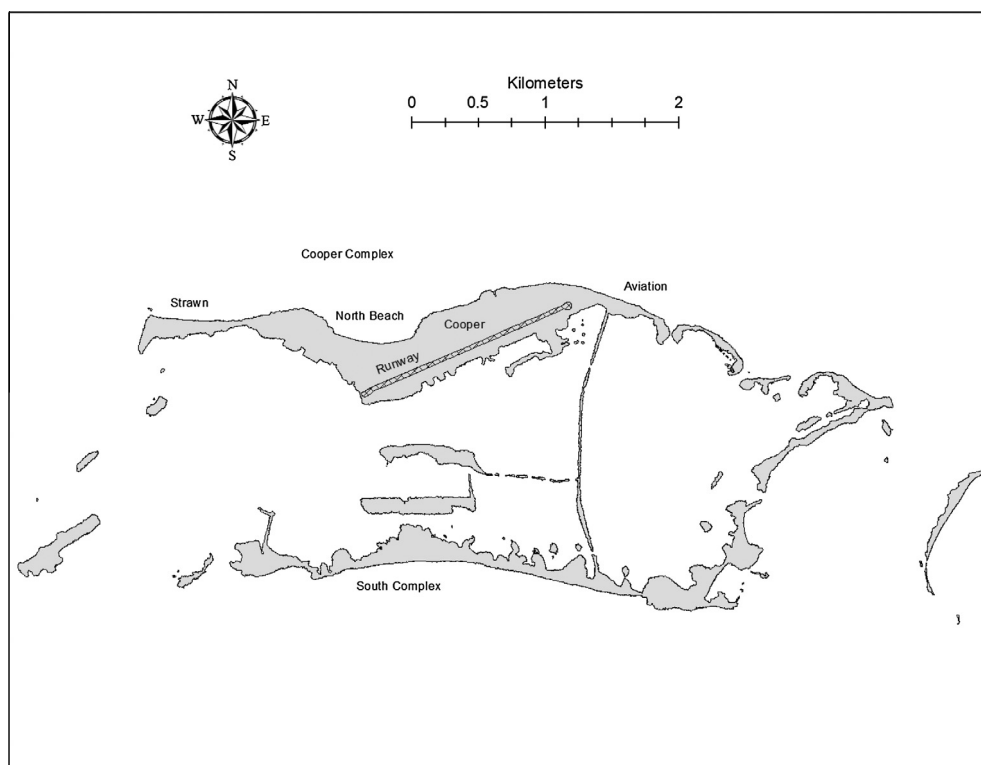 Kilometers
N
0 0.5 1 2
W E
S
Cooper Complex
Aviation
Strawn
North Beach
Cooper
Runway
South Complex